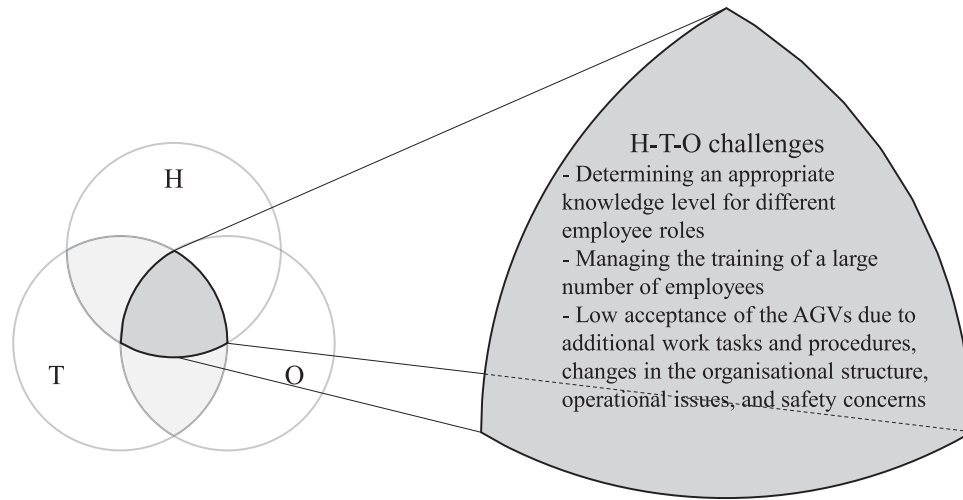 H
T
O
H-T-O challenges
- Determining an appropriate
knowledge level for different
employee roles
- Managing the training of a large
number of employees
- Low acceptance of the AGVs due to
additional work tasks and procedures,
changes in the organisational structure,
operational issues, and safety concerns